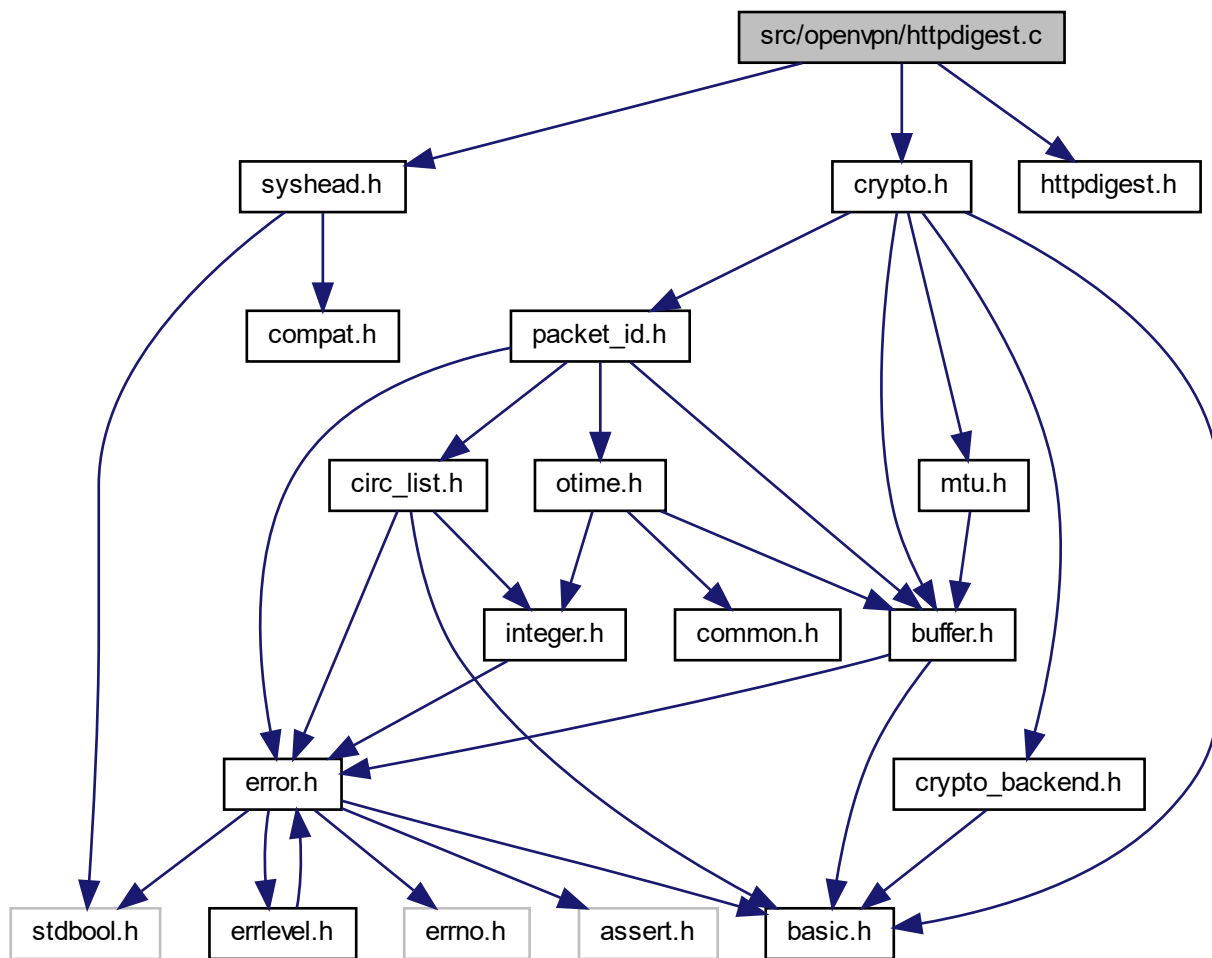 src/openvpn/httpdigest.c
syshead.h
crypto.h
httpdigest.h
compat.h
packet_id.h
circ_list.h
otime.h
mtu.h
integer.h
common.h
buffer.h
error.h
crypto_backend.h
stdbool.h
errlevel.h
errno.h
assert.h
basic.h